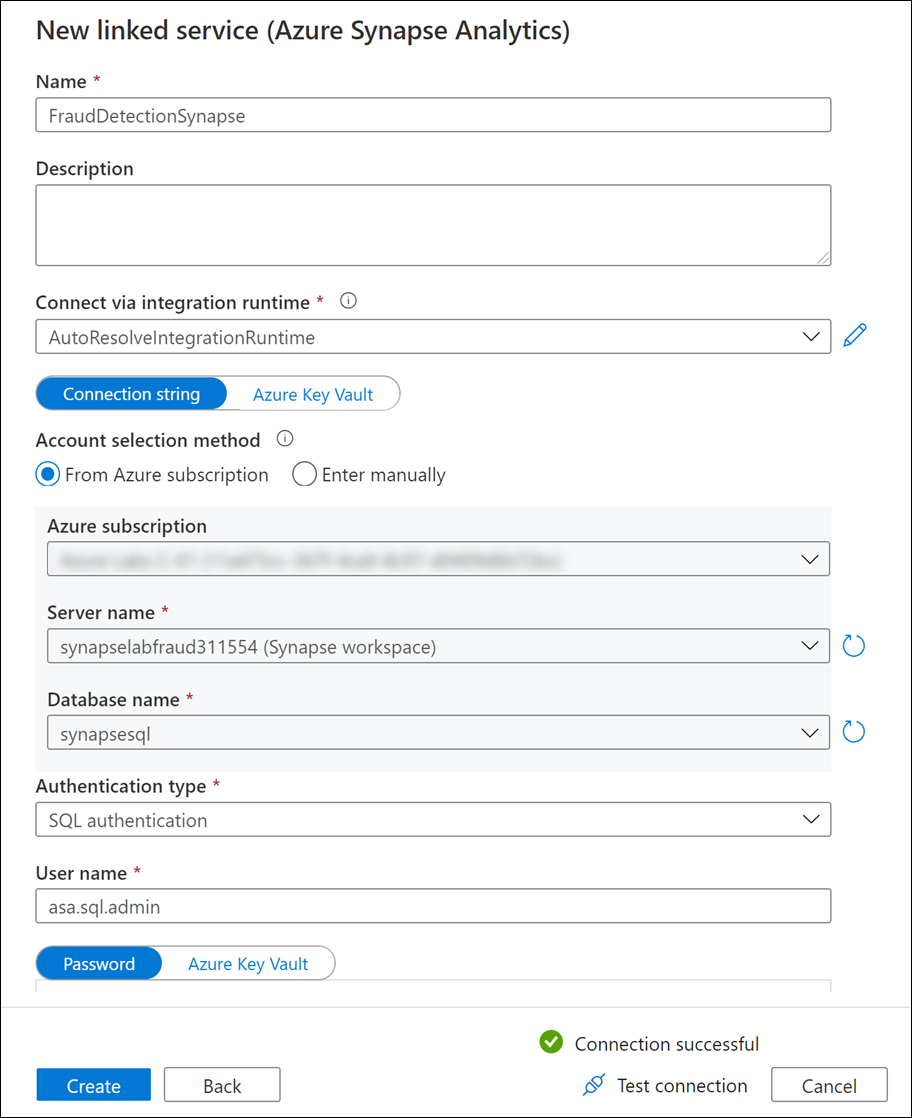 New linked service (Azure Synapse Analytics)
Name *
FraudDetectionSynapse
Description
Connect via integration runtime *
AutoResolveIntegrationRuntime
Connection string Azure Key Vault
Account selection method
From Azure subscription Enter manually
Azure subscription
Server name *
synapselabfraud311554 (Synapse workspace)
Database name *
synapsesql
Authentication type *
SQL authentication
User name *
asa.sql.admin
Password Azure Key Vault
Connection successful
Create Back Test connection Cancel